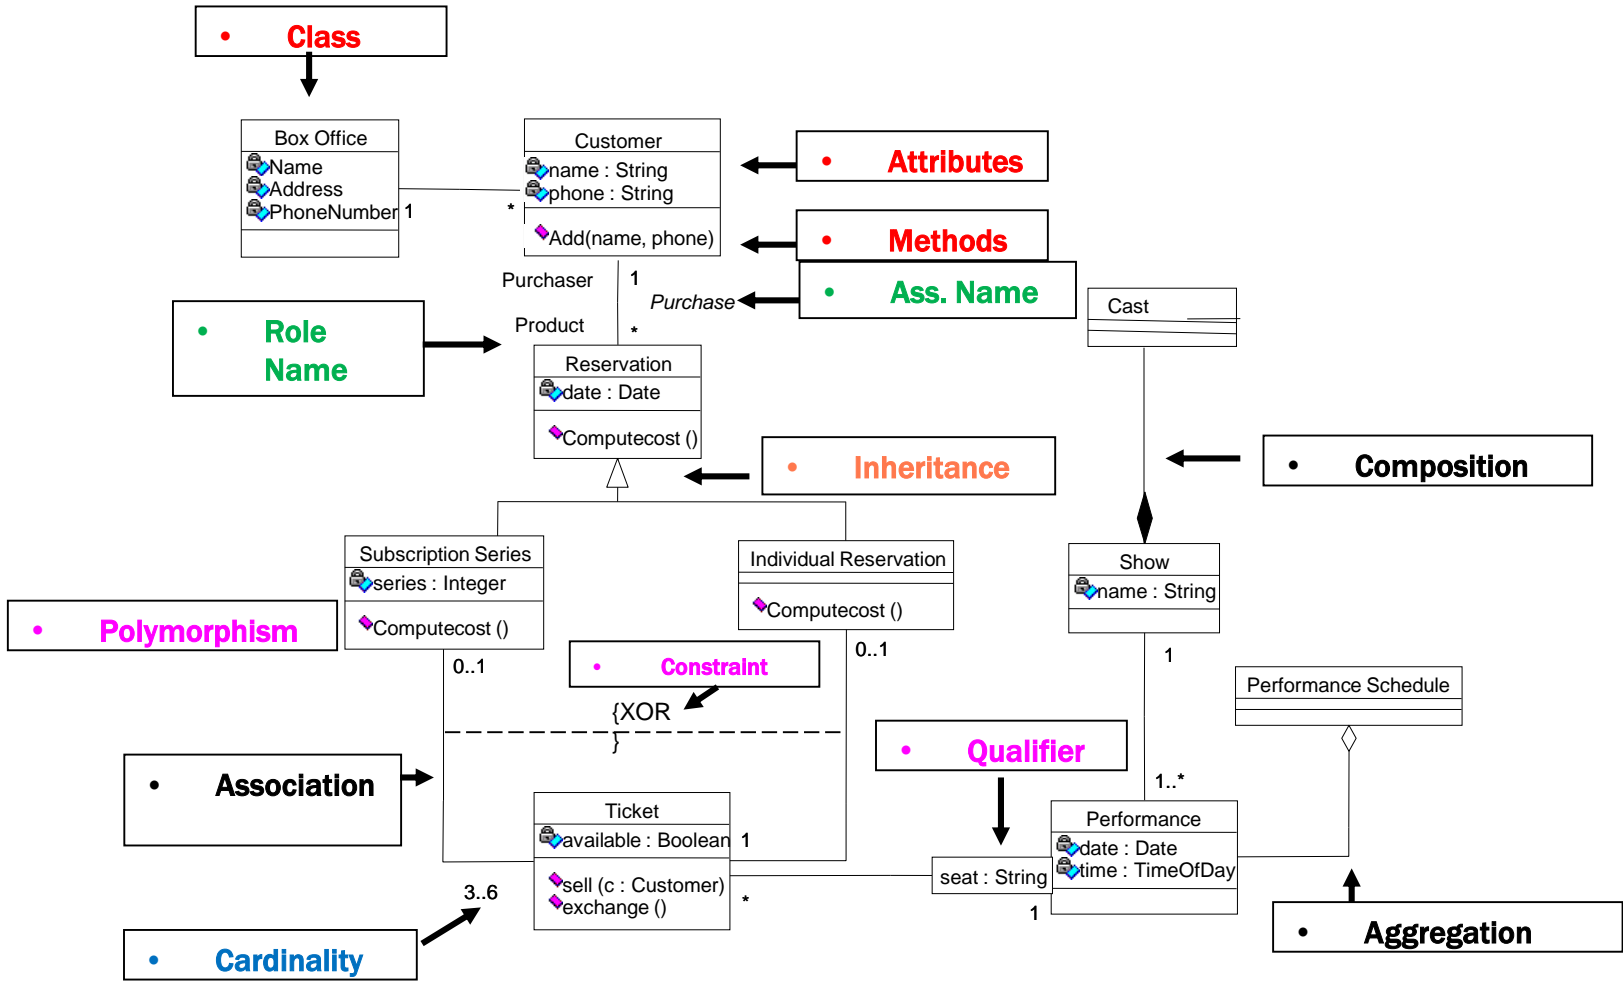 • Class
Box Office
Name
Address
PhoneNumber
1
*
Customer
name : String
phone : String
Add(name, phone)
• Attributes
• Methods
• Ass. Name
Purchaser
1
Purchase
Product
*
• Role
Name
Cast
Reservation
date : Date
Computecost ()
• Inheritance
• Composition
Subscription Series
series : Integer
Computecost ()
Individual Reservation
Computecost ()
Show
name : String
• Polymorphism
0..1
• Constraint
0..1
1
{XOR
}
Performance Schedule
• Qualifier
• Association
1..*
Ticket
available : Boolean
sell (c : Customer)
exchange ()
1
*
seat : String
1
Performance
date : Date
time : TimeOfDay
3..6
• Cardinality
• Aggregation